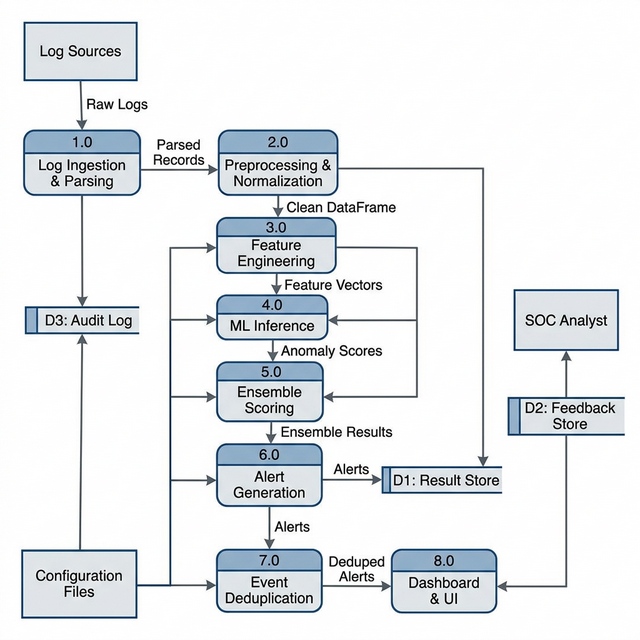 Log Sources
Raw Logs
1.0
Log Ingestion
& Parsing
Parsed
Records
2.0
Preprocessing &
Normalization
Clean DataFrame
3.0
Feature
Engineering
Feature Vectors
4.0
ML Inference
D3: Audit Log
SOC Analyst
Anomaly Scores
5.0
Ensemble
Scoring
D2: Feedback
Store
Ensemble Results
6.0
Alert
Generation
Alerts
D1: Result Store
Alerts
Configuration
Files
7.0
Event
Deduplication
Deduped
Alerts
8.0
Dashboard
& UI